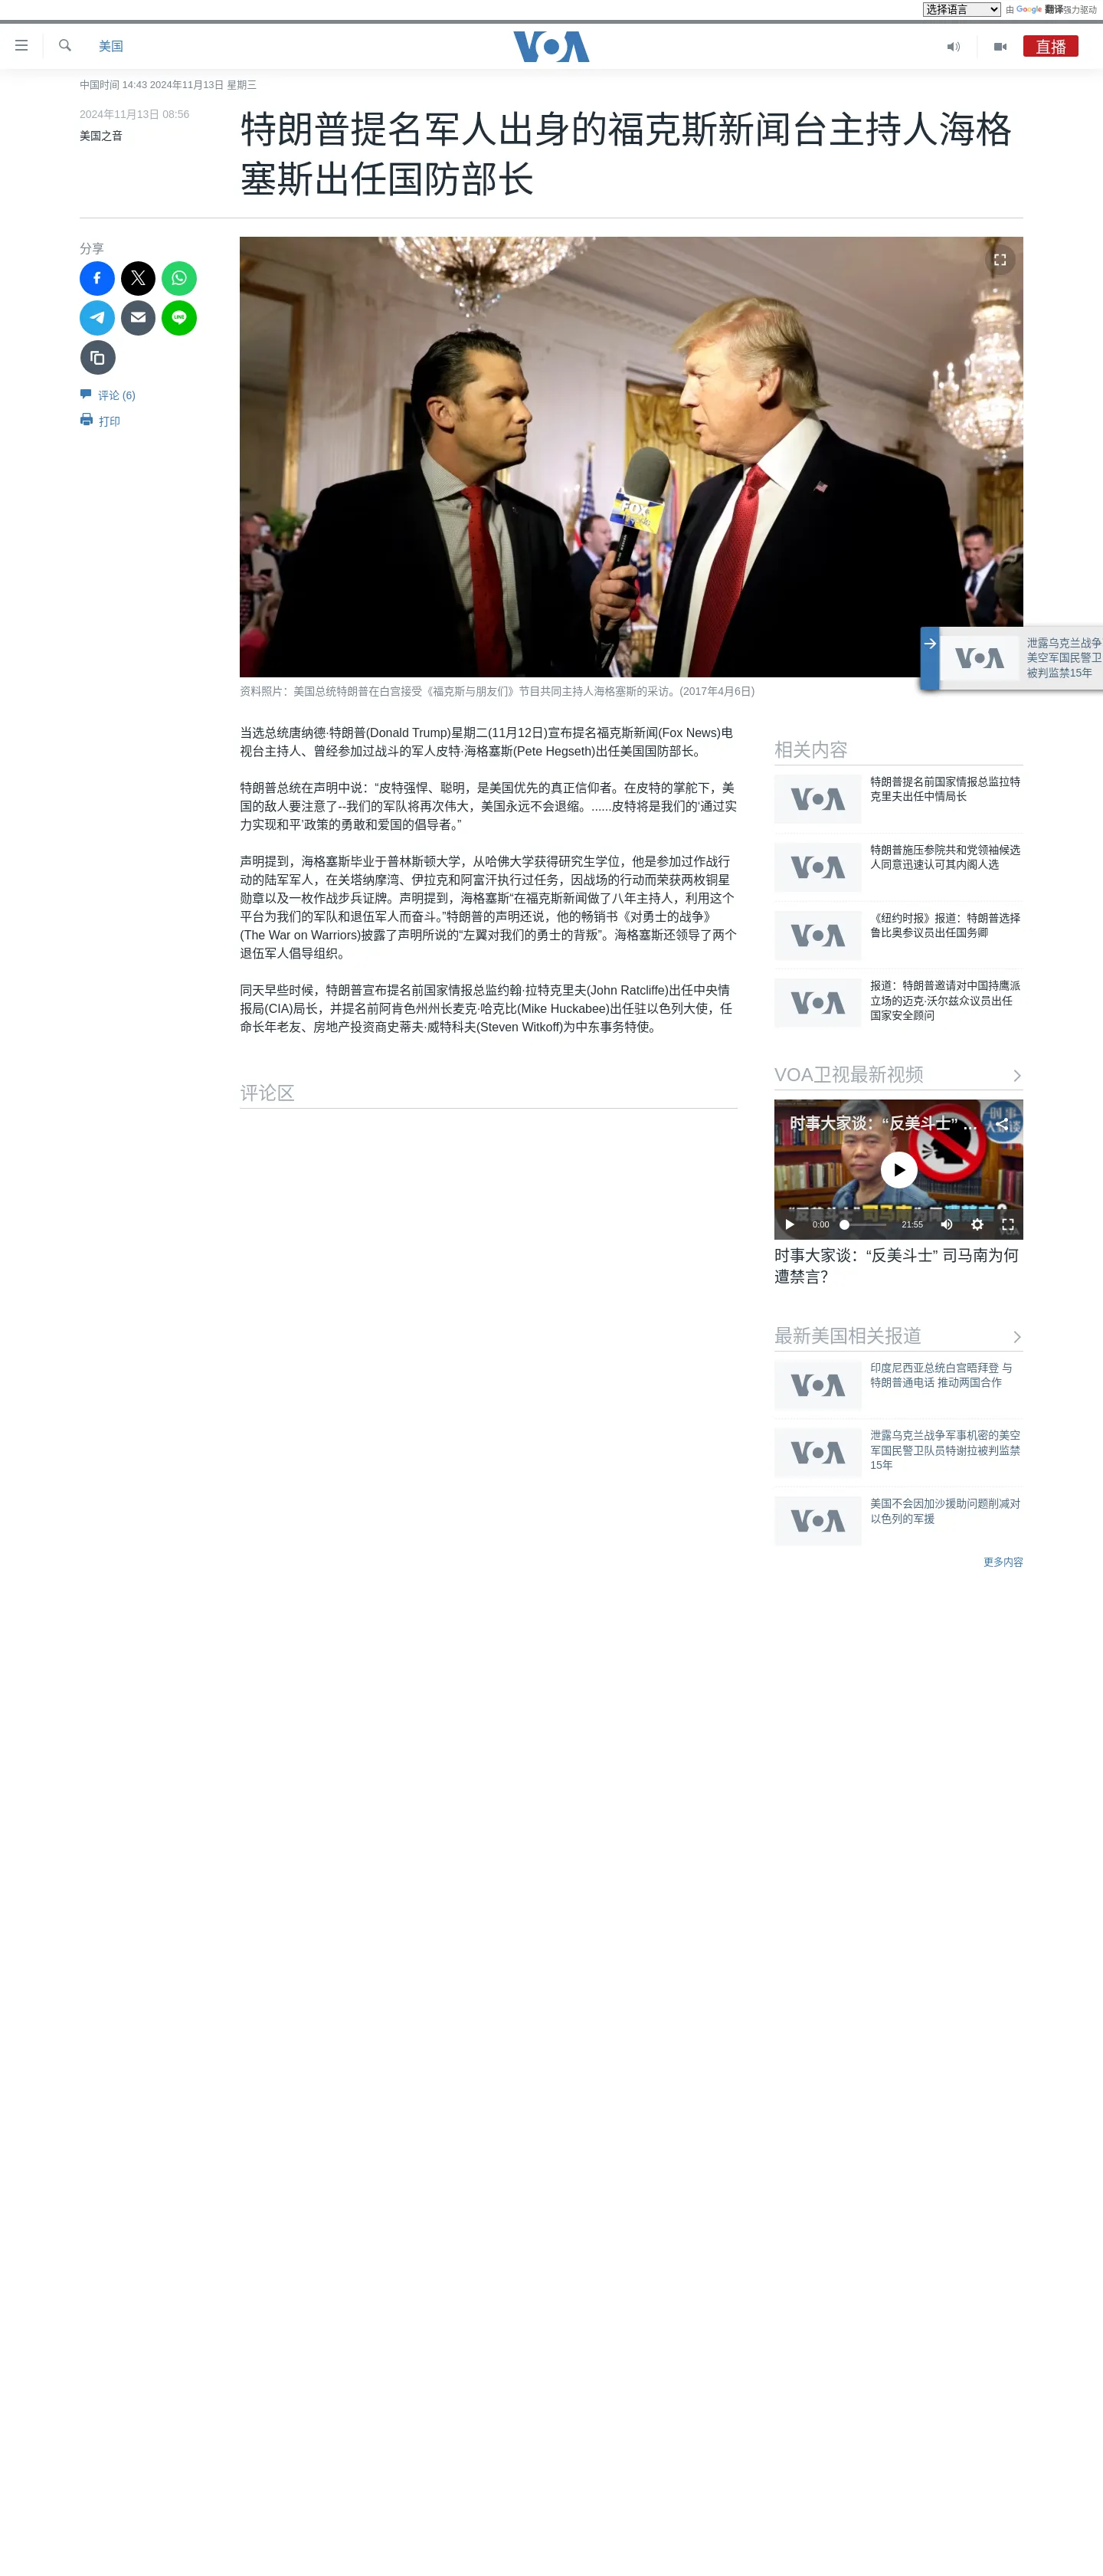 选择语言
由 Google 翻译强力驱动
美国
VOA
直播
中国时间 14:43 2024年11月13日 星期三
2024年11月13日 08:56
美国之音
特朗普提名军人出身的福克斯新闻台主持人海格
塞斯出任国防部长
分享
LINE
评论 (6)
打印
VOA
泄露乌克兰战争
美空军国民警卫
被判监禁15年
资料照片：美国总统特朗普在白宫接受《福克斯与朋友们》节目共同主持人海格塞斯的采访。(2017年4月6日)
当选总统唐纳德·特朗普(Donald Trump)星期二(11月12日)宣布提名福克斯新闻(Fox News)电
视台主持人、曾经参加过战斗的军人皮特·海格塞斯(Pete Hegseth)出任美国国防部长。
特朗普总统在声明中说：“皮特强悍、聪明，是美国优先的真正信仰者。在皮特的掌舵下，美
国的敌人要注意了--我们的军队将再次伟大，美国永远不会退缩。......皮特将是我们的‘通过实
力实现和平’政策的勇敢和爱国的倡导者。”
声明提到，海格塞斯毕业于普林斯顿大学，从哈佛大学获得研究生学位，他是参加过作战行
动的陆军军人，在关塔纳摩湾、伊拉克和阿富汗执行过任务，因战场的行动而荣获两枚铜星
勋章以及一枚作战步兵证牌。声明提到，海格塞斯“在福克斯新闻做了八年主持人，利用这个
平台为我们的军队和退伍军人而奋斗。”特朗普的声明还说，他的畅销书《对勇士的战争》
(The War on Warriors)披露了声明所说的“左翼对我们的勇士的背叛”。海格塞斯还领导了两个
退伍军人倡导组织。
同天早些时候，特朗普宣布提名前国家情报总监约翰·拉特克里夫(John Ratcliffe)出任中央情
报局(CIA)局长，并提名前阿肯色州州长麦克·哈克比(Mike Huckabee)出任驻以色列大使，任
命长年老友、房地产投资商史蒂夫·威特科夫(Steven Witkoff)为中东事务特使。
评论区
相关内容
VOA
特朗普提名前国家情报总监拉特
克里夫出任中情局长
VOA
特朗普施压参院共和党领袖候选
人同意迅速认可其内阁人选
VOA
《纽约时报》报道：特朗普选择
鲁比奥参议员出任国务卿
VOA
报道：特朗普邀请对中国持鹰派
立场的迈克·沃尔兹众议员出任
国家安全顾问
VOA卫视最新视频
时事大家谈：“反美斗士” ...
时事
大家谈
“反美斗士”司马南为何遭禁言？
0:00
21:55
VOA
时事大家谈：“反美斗士” 司马南为何
遭禁言？
最新美国相关报道
VOA
印度尼西亚总统白宫晤拜登 与
特朗普通电话 推动两国合作
VOA
泄露乌克兰战争军事机密的美空
军国民警卫队员特谢拉被判监禁
15年
VOA
美国不会因加沙援助问题削减对
以色列的军援
更多内容